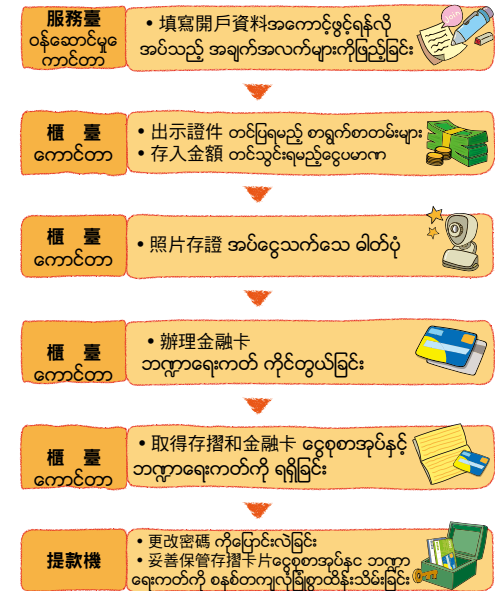 服務臺
ဝန်ဆောင်မှုေ
ကာင်တာ
• 填寫開戶資料အကောင့်ဖွင့်ရန်လို
အပ်သည့် အချက်အလက်များကိုဖြည့်ခြင်း
櫃 臺
ကောင်တာ
• 出示證件 တင်ပြရမည့် စာရွက်စာတမ်းများ
• 存入金額 တင်သွင်းရမည့်ငွေပမာဏ
櫃 臺
ကောင်တာ
• 照片存證 အပ်ငွေသက်သေ ဓါတ်ပုံ
櫃 臺
ကောင်တာ
• 辦理金融卡
ဘဏ္ဍာရေးကတ် ကိုင်တွယ်ခြင်း
櫃 臺
ကောင်တာ
• 取得存摺和金融卡 ငွေစုစာအုပ်နှင့်
ဘဏ္ဍာရေးကတ်ကို ရရှိခြင်း
提款機
• 更改密碼 ကိုပြောင်းလဲခြင်း
• 妥善保管存摺卡片ငွေစုစာအုပ်နှင ဘဏ္ဍာ
ရေးကတ်ကို စနစ်တကျလုံခြုံစွာထိန်းသိမ်းခြင်း